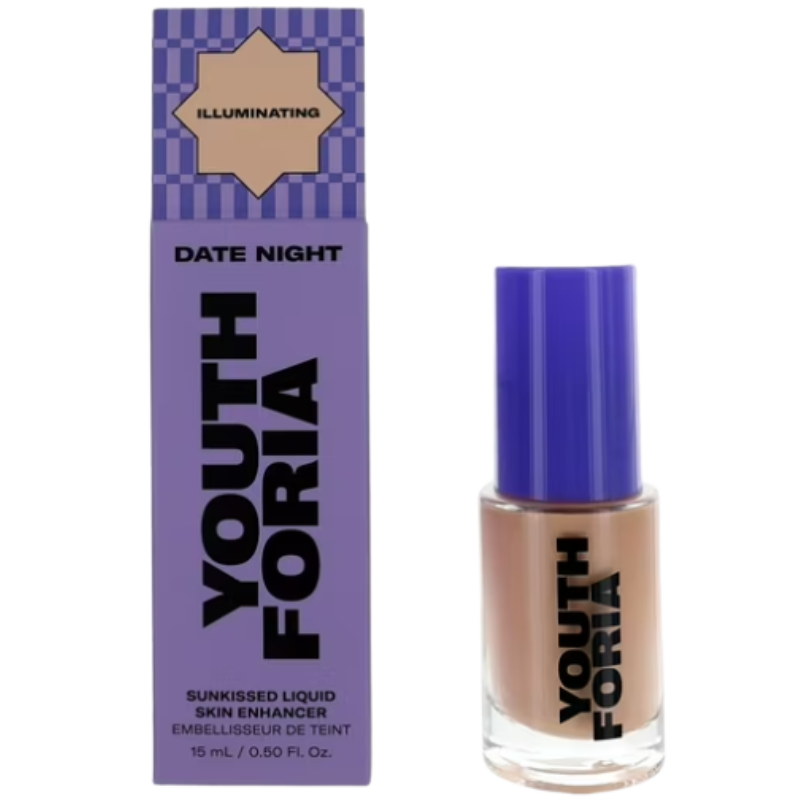 ILLUMINATING
DATE NIGHT
YOUTH
FORIA
SUNKISSED LIQUID
SKIN ENHANCER
EMBELLISSEUR DE TEINT
15 mL / 0.50 Fl. Oz.
YOUTH
FORIA